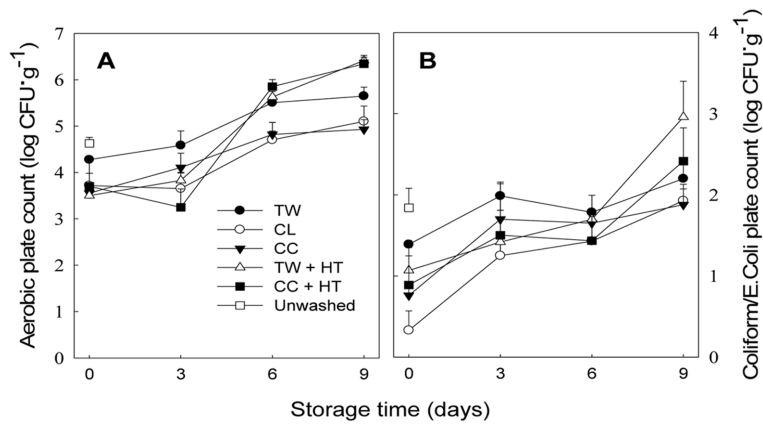 Aerobic plate count (log CFU·g⁻¹)
7
6
5
4
3
2
1
0
A
TW
CL
CC
TW + HT
CC + HT
Unwashed
0 3 6 9
B
0 3 6 9
4
3
2
1
0
Coliform/E.Coli plate count (log CFU·g⁻¹)
Storage time (days)